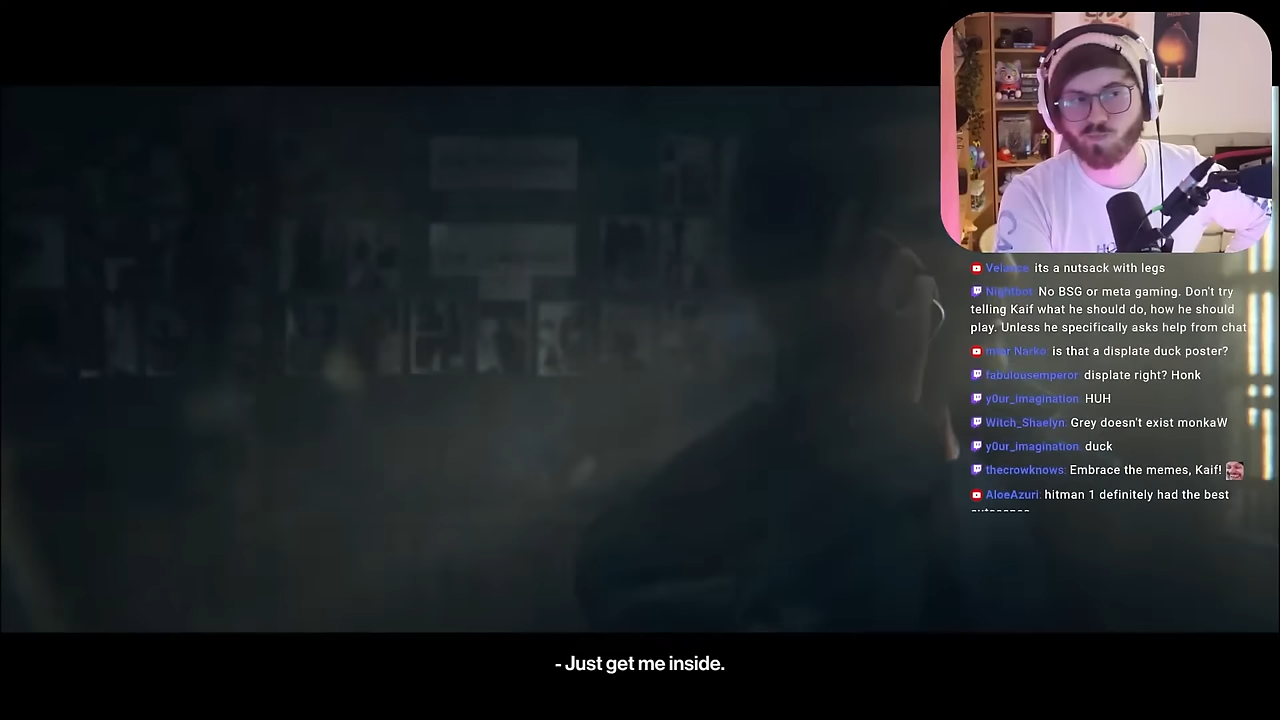 Velance its a nutsack with legs
Nightbot No BSG or meta gaming. Don't try
telling Kaif what he should do, how he should
play. Unless he specifically asks help from chat
Narko: is that a displate duck poster?
fabulousemperor: displate right? Honk
y0ur_imagination: HUH
Witch_Shaelyn: Grey doesn't exist monkaW
y0ur_imagination: duck
thecrowknows: Embrace the memes, Kaif!
AloeAzuri: hitman 1 definitely had the best
- Just get me inside.